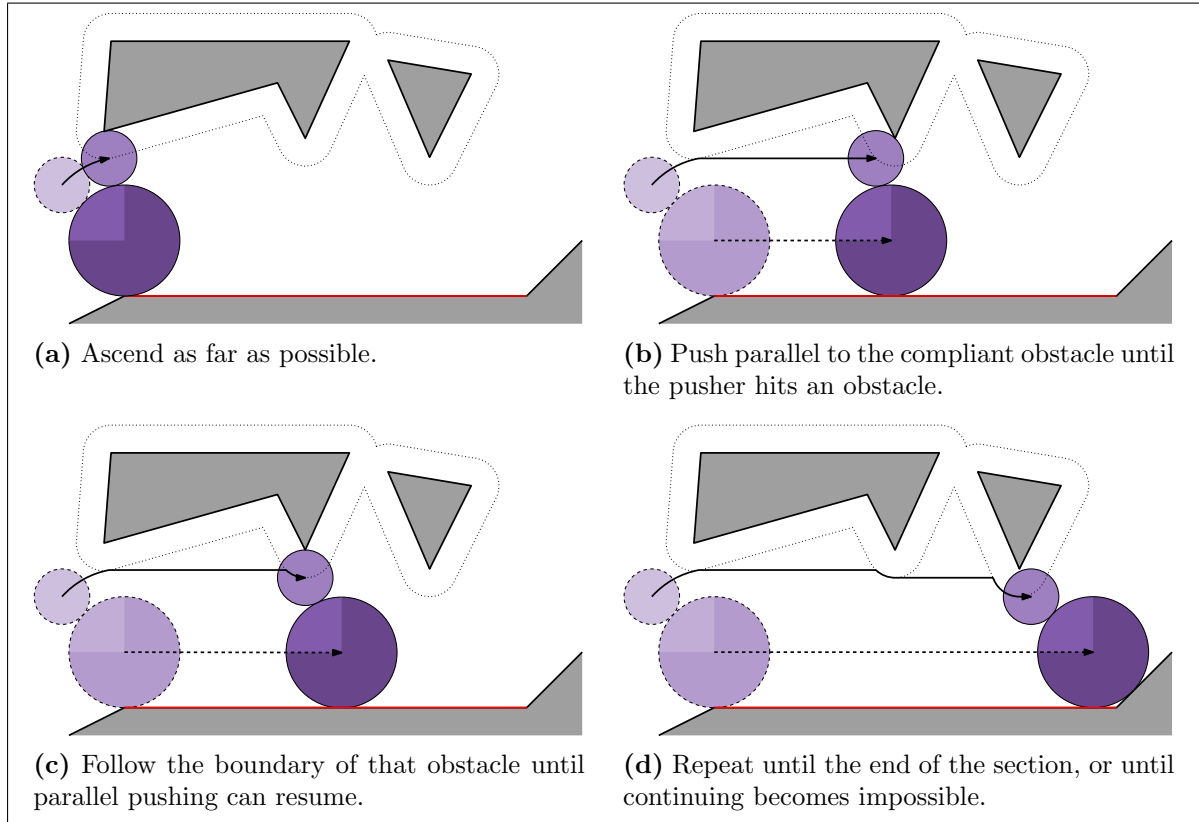 (a) Ascend as far as possible.
(b) Push parallel to the compliant obstacle until
the pusher hits an obstacle.
(c) Follow the boundary of that obstacle until
parallel pushing can resume.
(d) Repeat until the end of the section, or until
continuing becomes impossible.